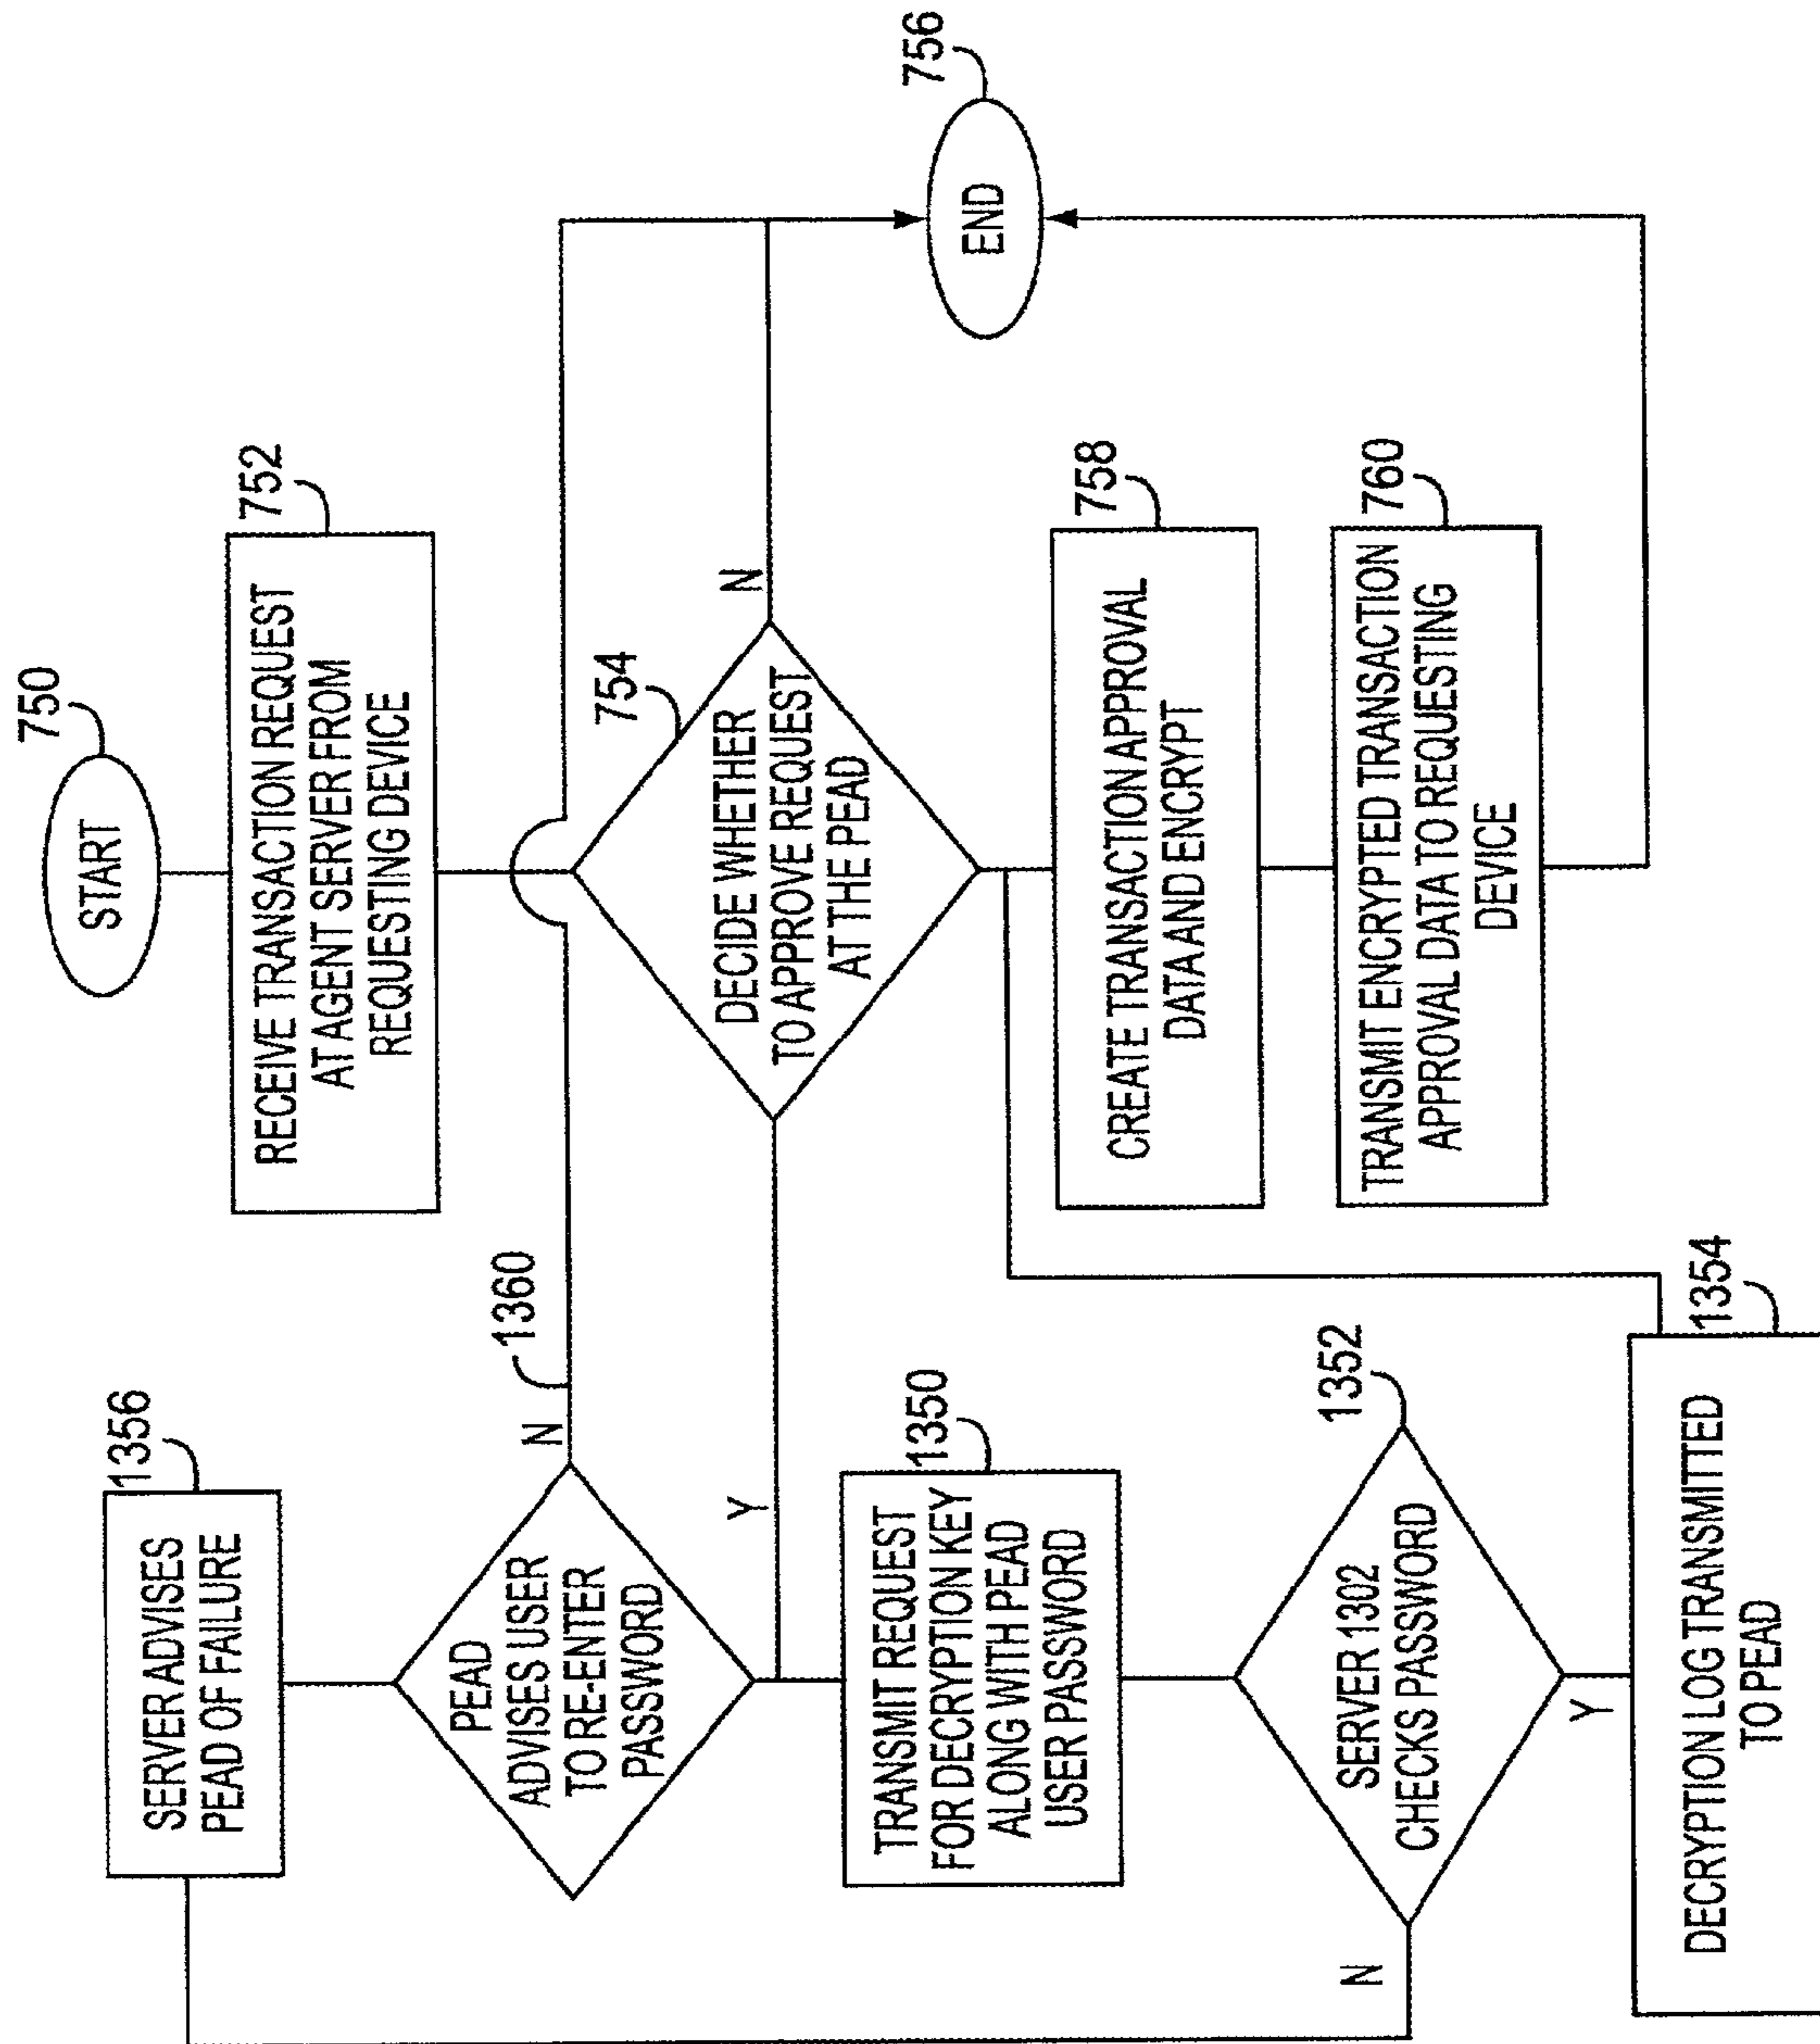 750
START
752
RECEIVE TRANSACTION REQUEST
AT AGENT SERVER FROM
REQUESTING DEVICE
754
DECIDE WHETHER
TO APPROVE REQUEST
AT THE PEAD
N
Y
756
END
758
CREATE TRANSACTION APPROVAL
DATA AND ENCRYPT
760
TRANSMIT ENCRYPTED TRANSACTION
APPROVAL DATA TO REQUESTING
DEVICE
1356
SERVER ADVISES
PEAD OF FAILURE
1360
N
PEAD
ADVISES USER
TO RE-ENTER
PASSWORD
1350
TRANSMIT REQUEST
FOR DECRYPTION KEY
ALONG WITH PEAD
USER PASSWORD
1352
SERVER 1302
CHECKS PASSWORD
N
Y
1354
DECRYPTION LOG TRANSMITTED
TO PEAD